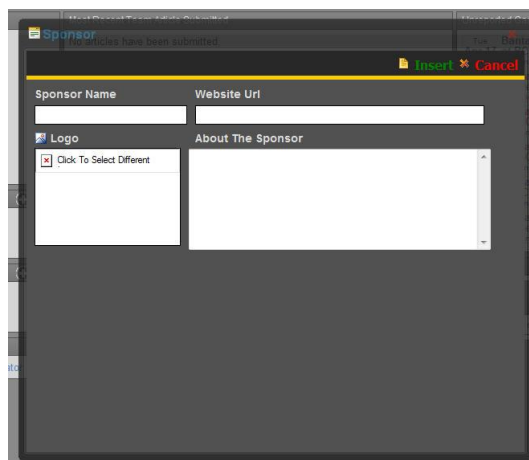 Most Recent Team Article Submitted
Sponsor
No articles have been submitted.
Insert Cancel
Sponsor Name Website Url
Logo About The Sponsor
Click To Select Different